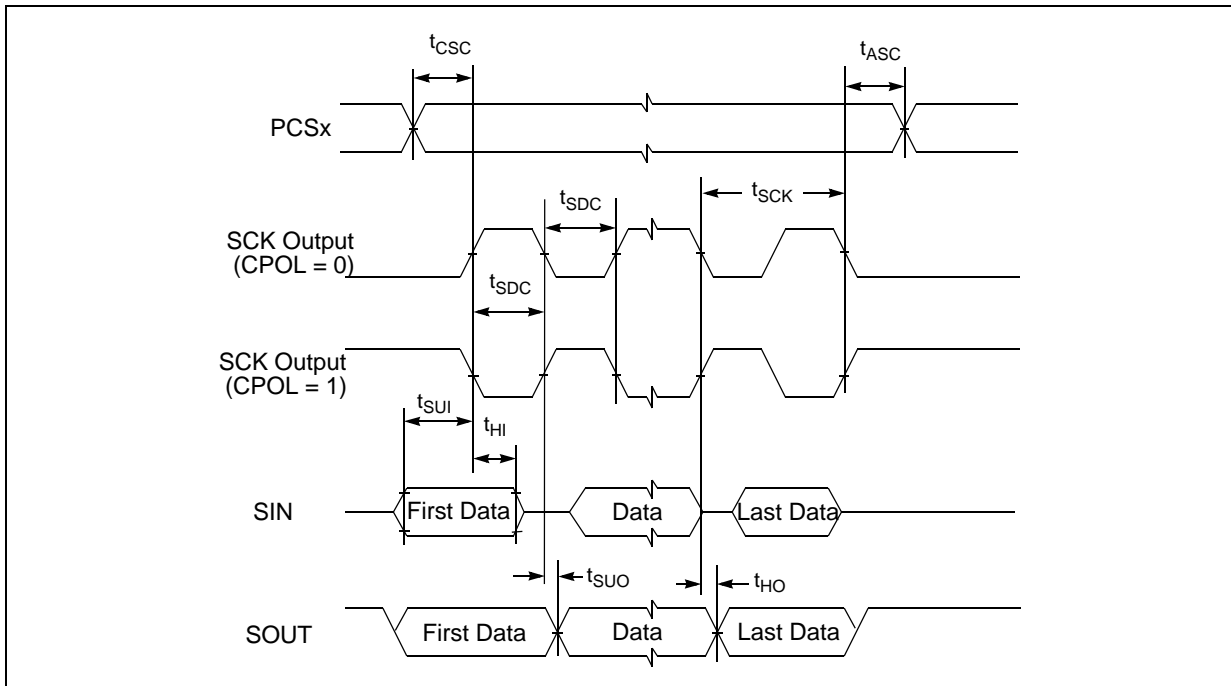 tCSC
tASC
PCSx
tSCK
tSDC
SCK Output
(CPOL = 0)
tSDC
SCK Output
(CPOL = 1)
tSUI
tHI
SIN
First Data
Data
Last Data
tSUO
tHO
SOUT
First Data
Data
Last Data